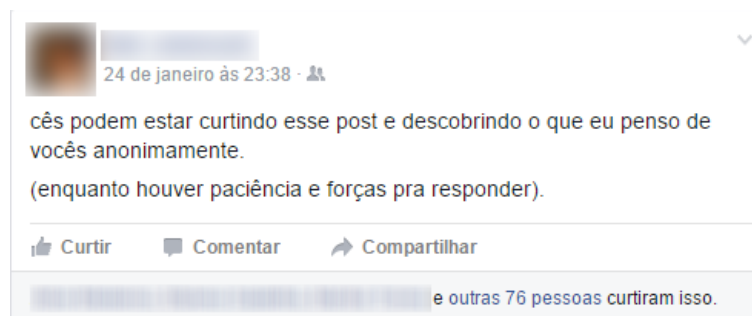 24 de janeiro às 23:38 ·
cês podem estar curtindo esse post e descobrindo o que eu penso de
vocês anonimamente.
(enquanto houver paciência e forças pra responder).
Curtir Comentar Compartilhar
e outras 76 pessoas curtiram isso.